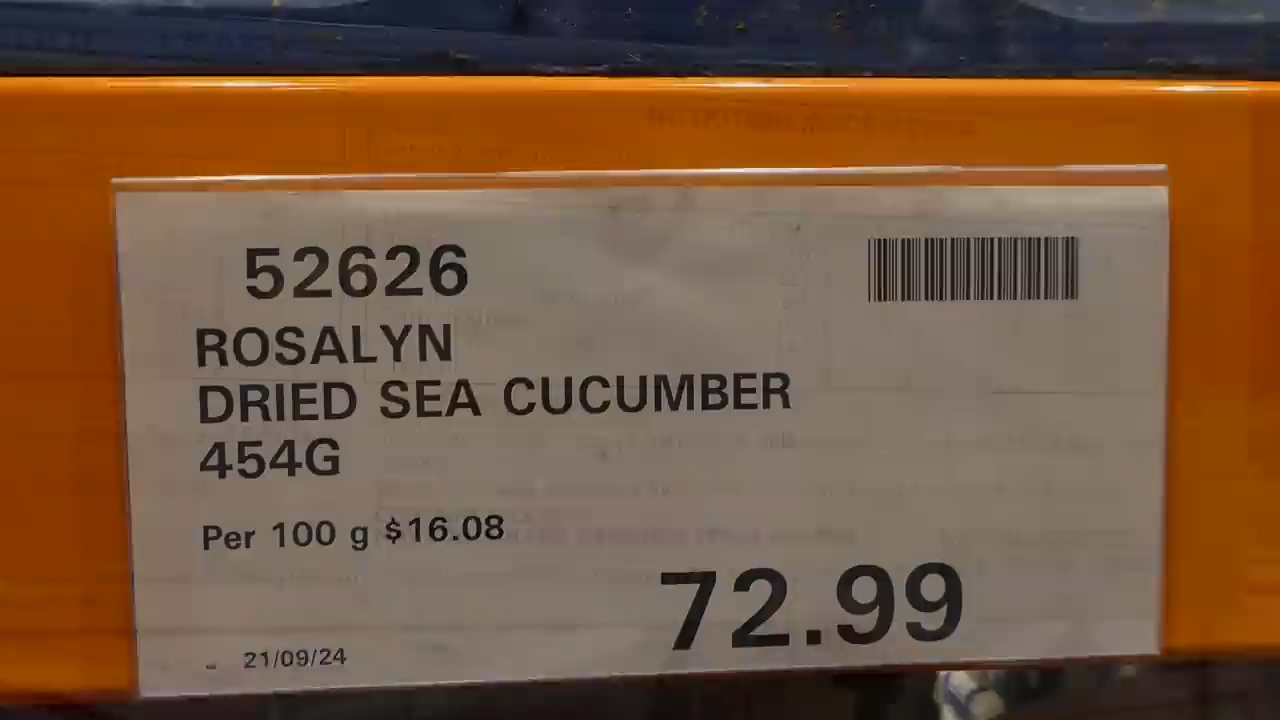 52626
ROSALYN
DRIED SEA CUCUMBER
454G
Per 100 g $16.08
72.99
- 21/09/24